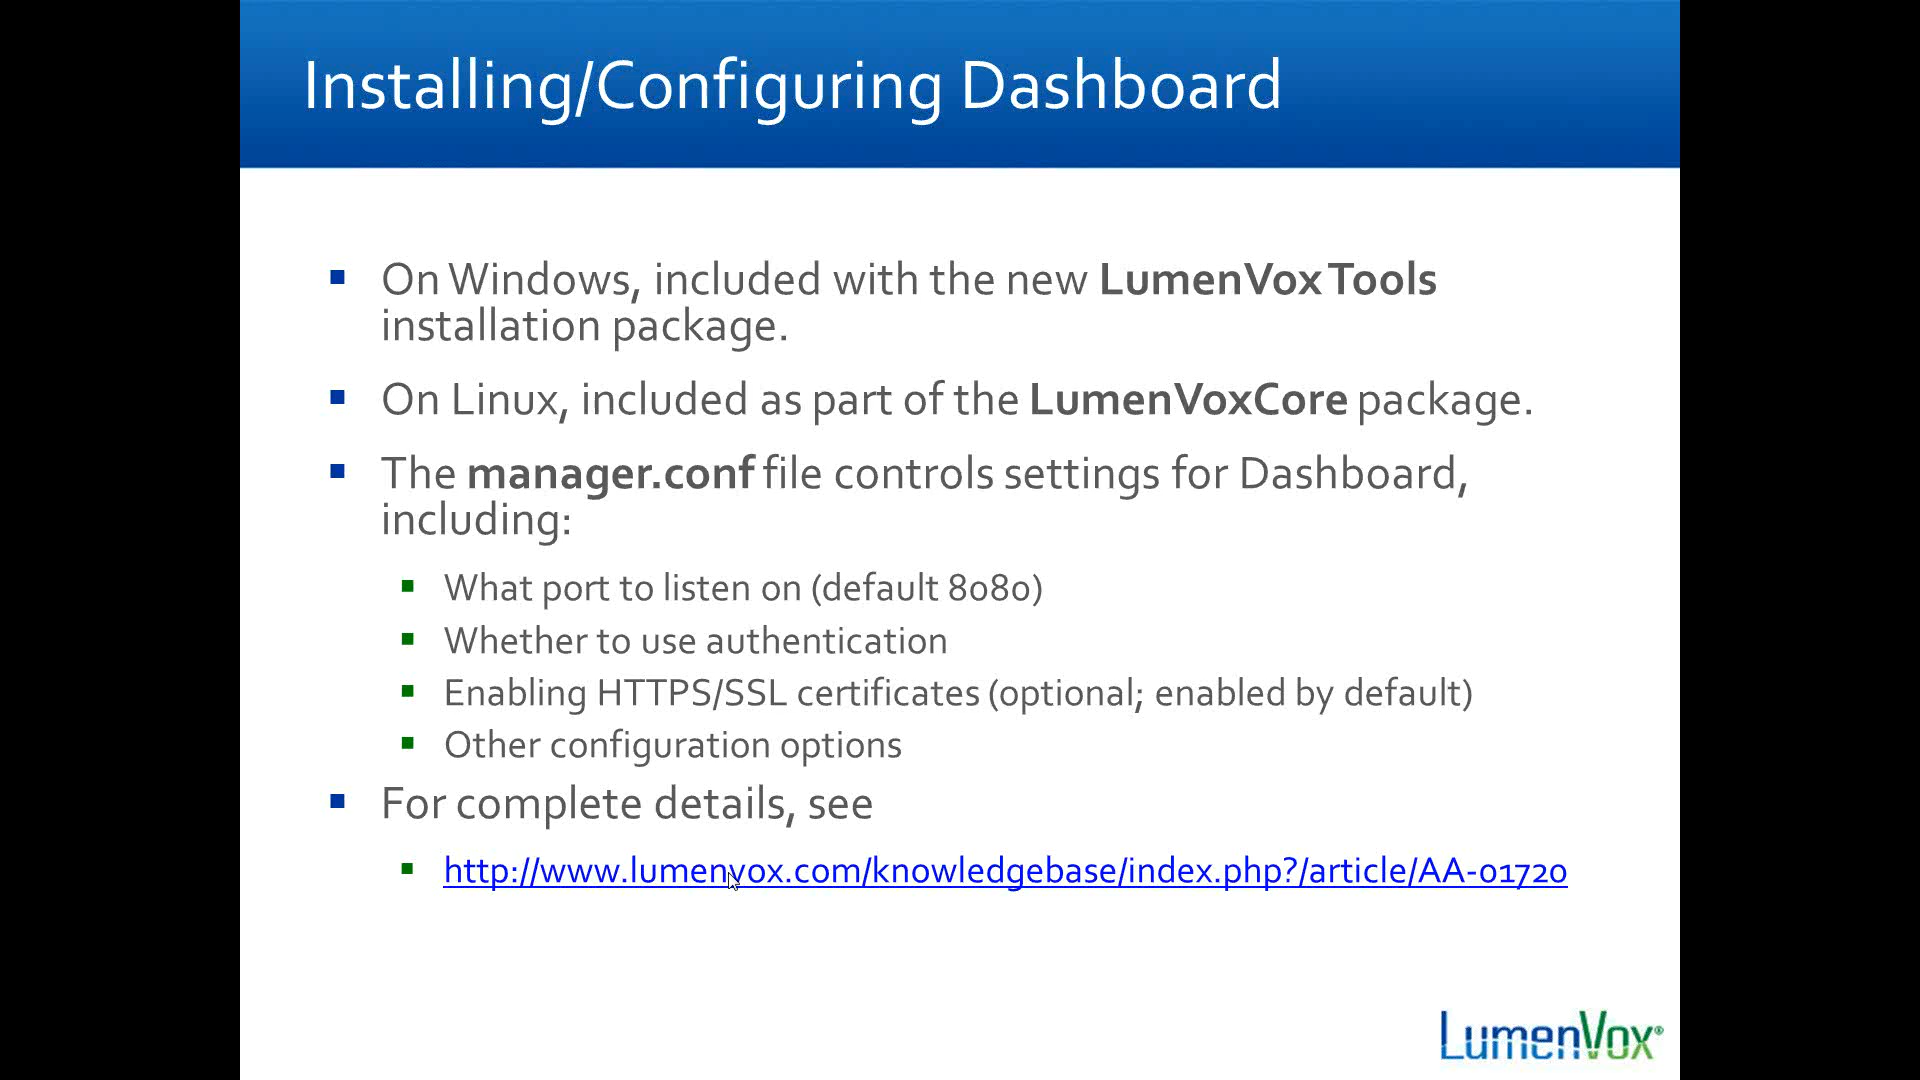 Installing/Configuring Dashboard
On Windows, included with the new LumenVox Tools
installation package.
On Linux, included as part of the LumenVoxCore package.
The manager.conf file controls settings for Dashboard,
including:
What port to listen on (default 8080)
Whether to use authentication
Enabling HTTPS/SSL certificates (optional; enabled by default)
Other configuration options
For complete details, see
http://www.lumenvox.com/knowledgebase/index.php?/article/AA-01720
LumenVox®